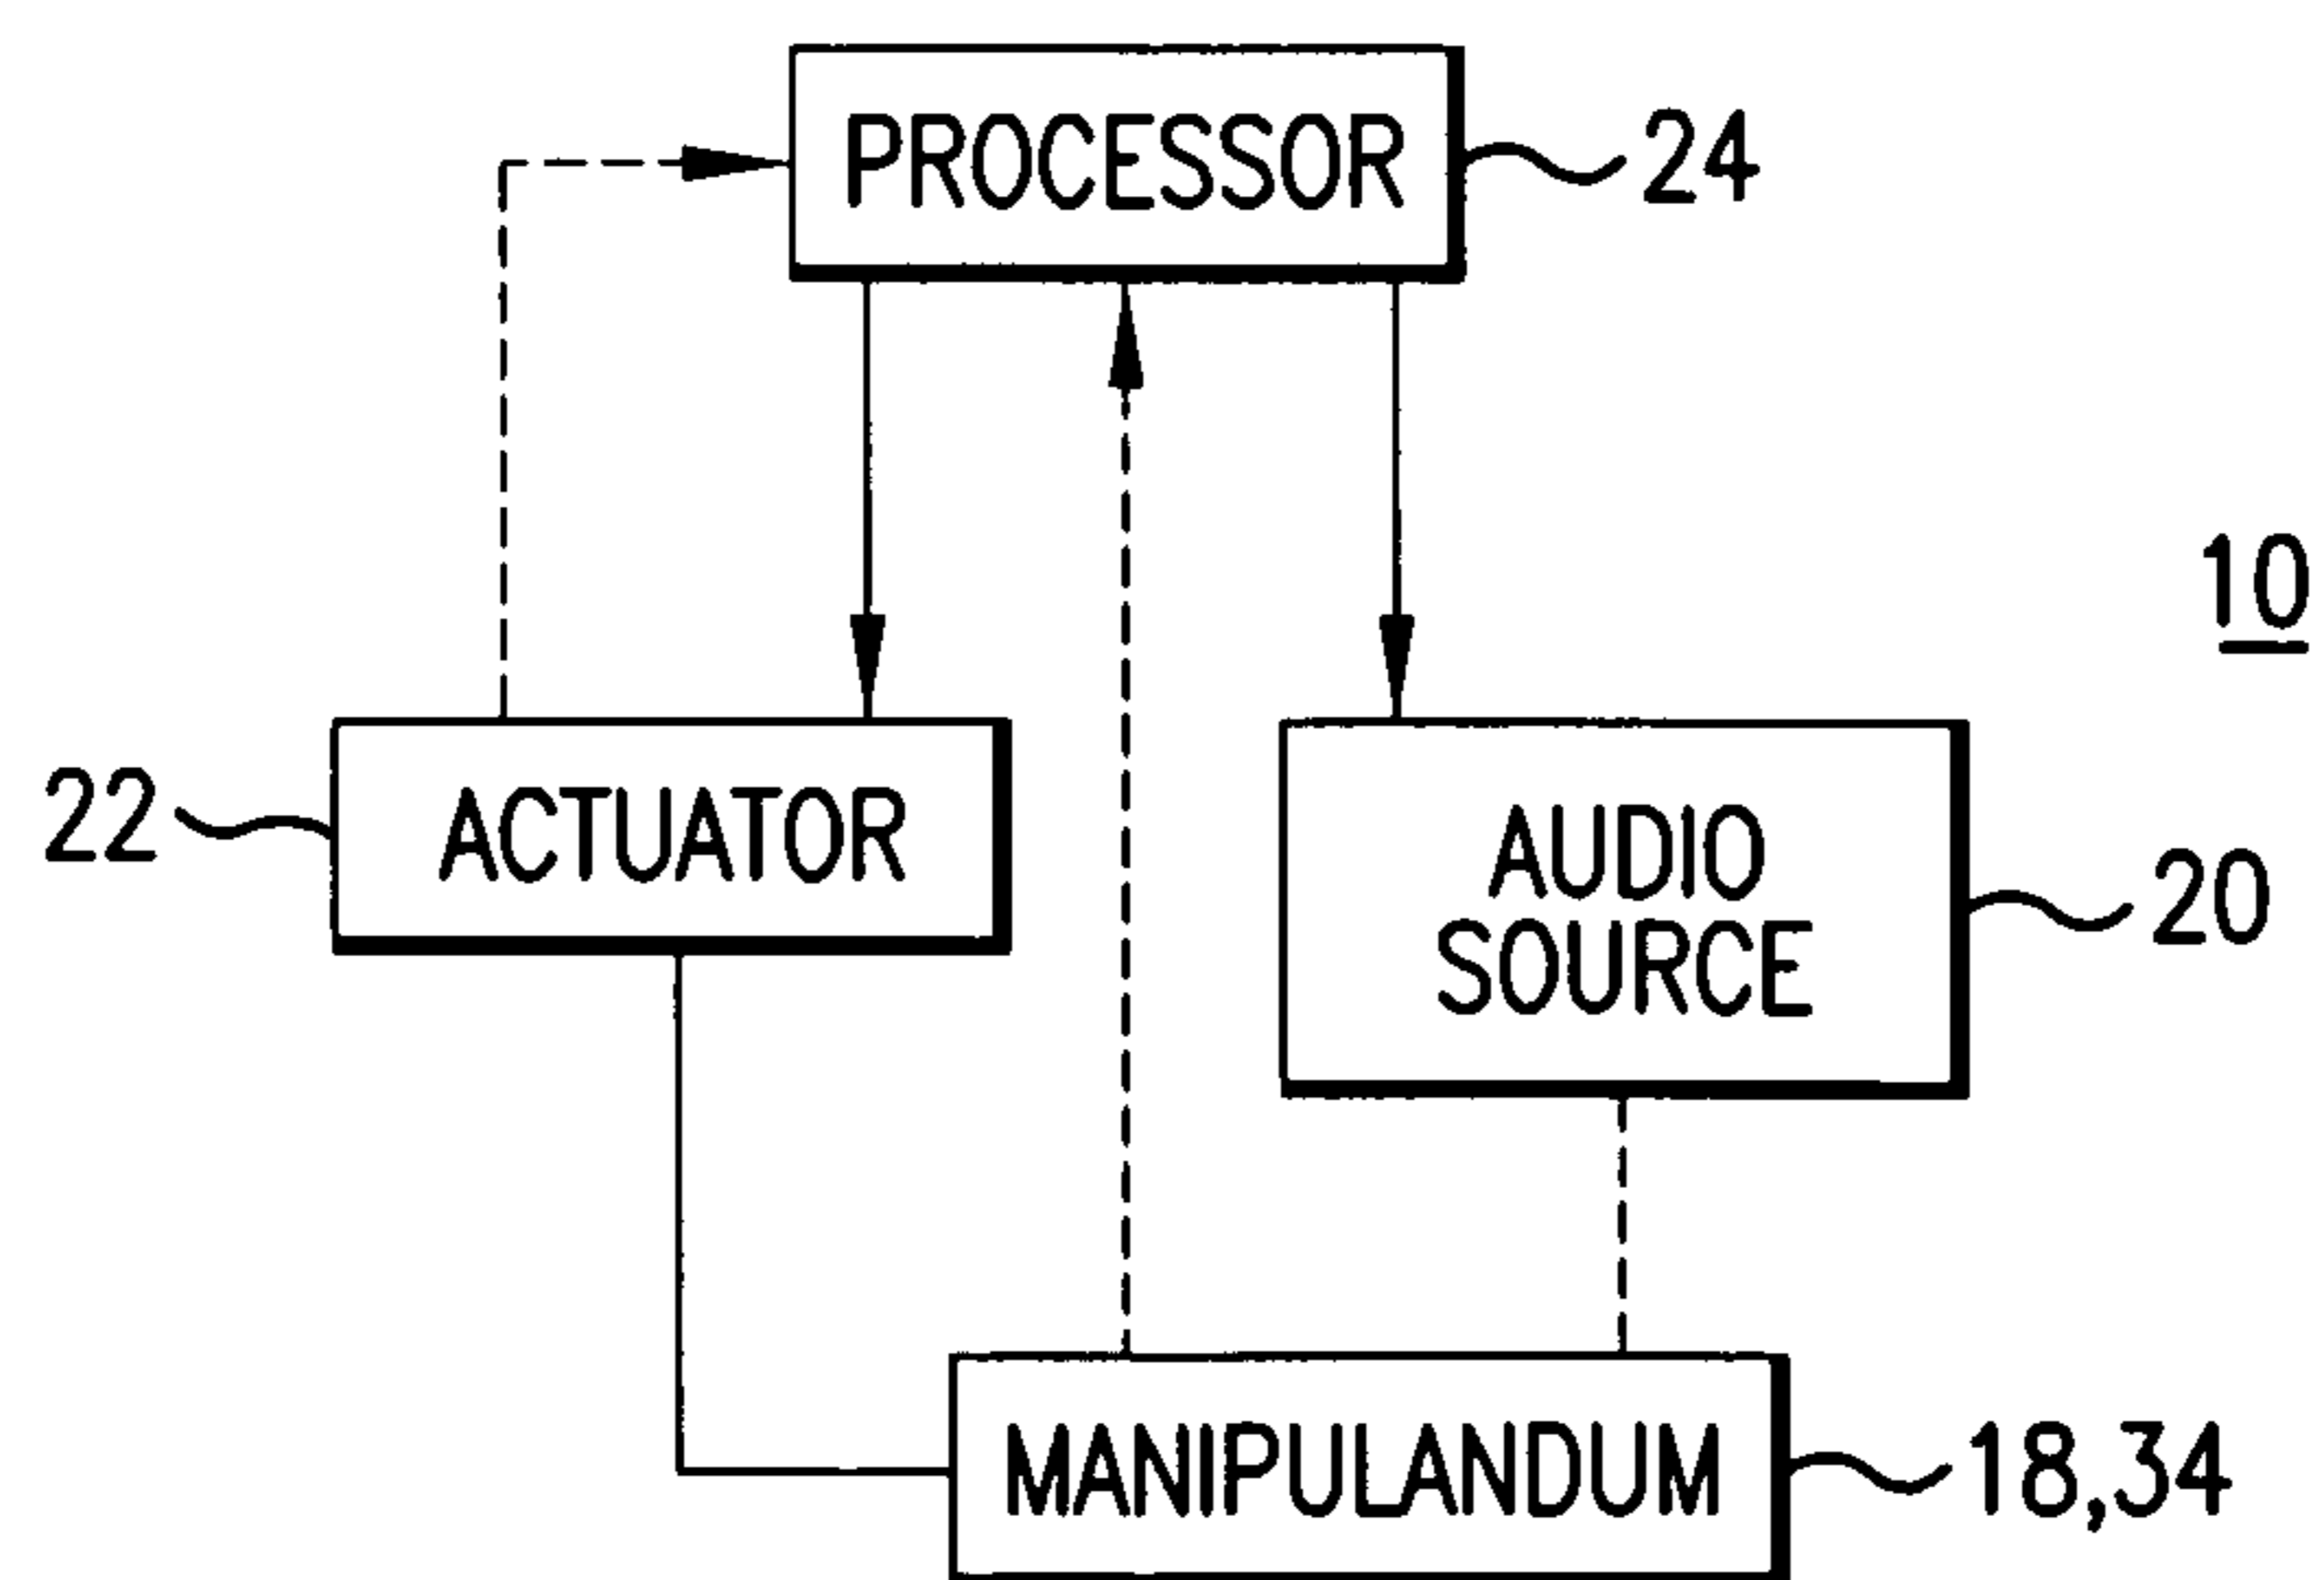 PROCESSOR
24
10
22
ACTUATOR
AUDIO
SOURCE
20
MANIPULANDUM
18,34